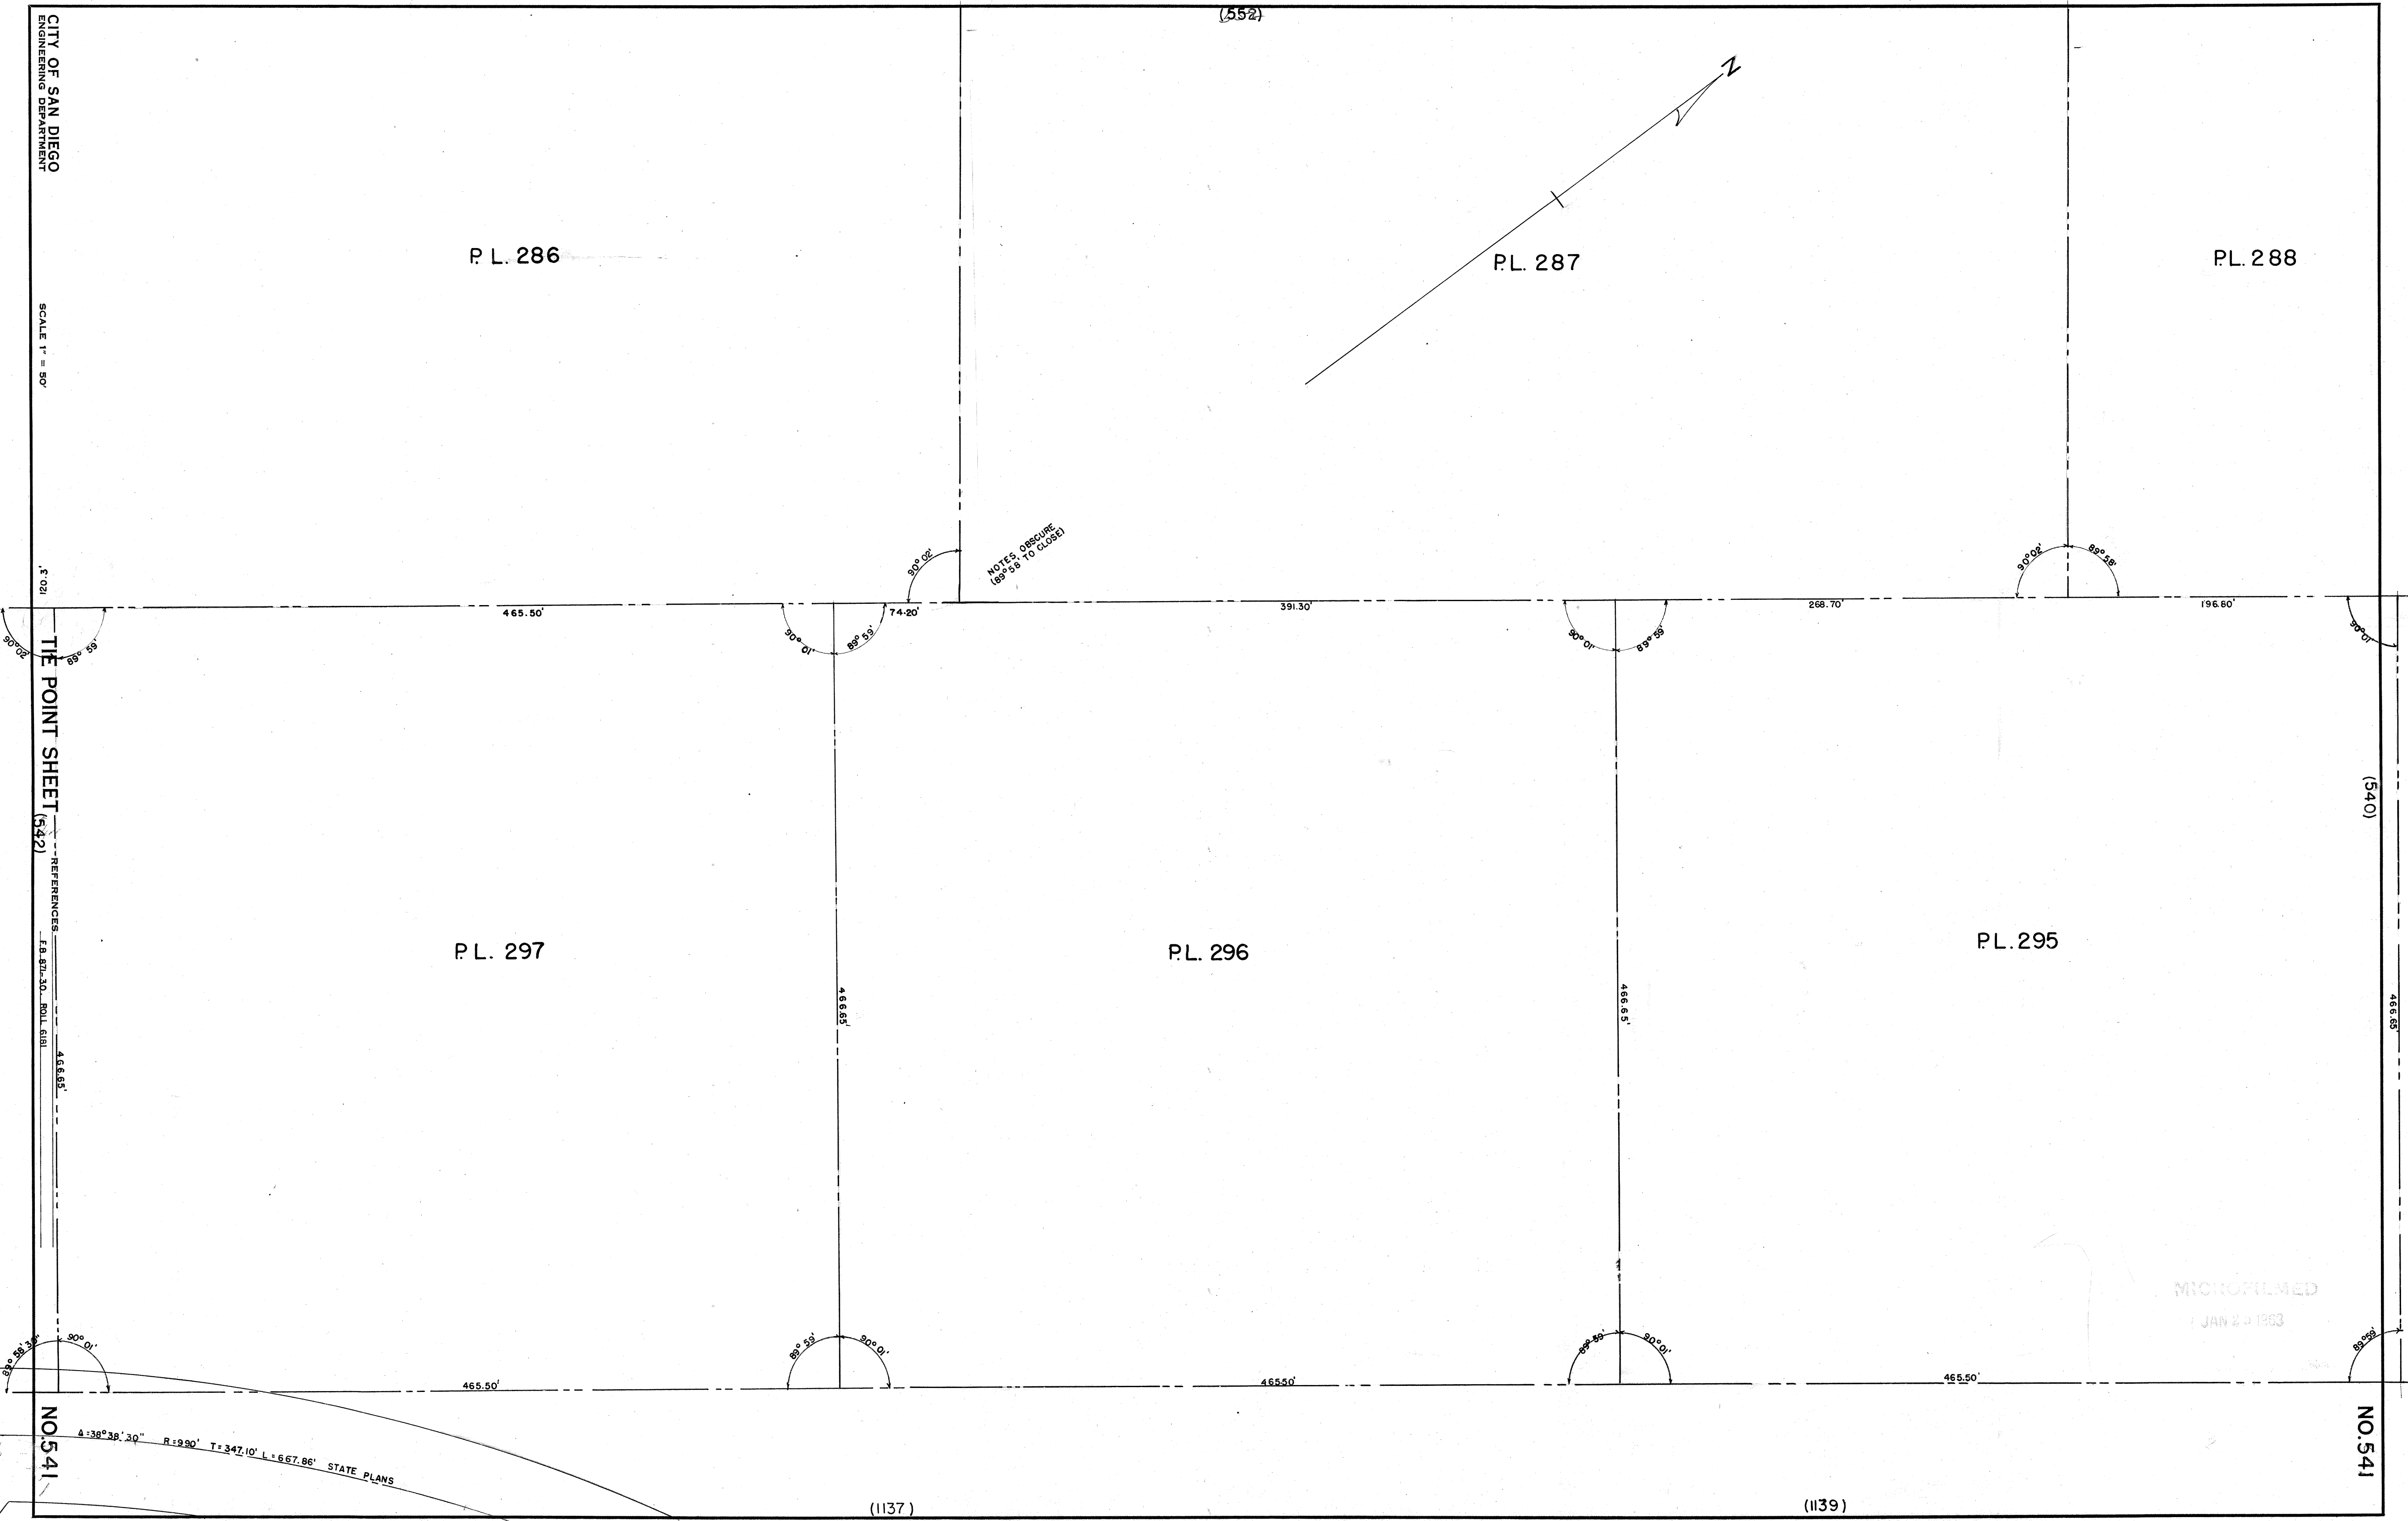 (552)
CITY OF SAN DIEGO
ENGINEERING DEPARTMENT
SCALE 1" = 50'
120.3'
TIE POINT SHEET
(542)
REFERENCES
F.B. 871-30, ROLL 6181
466.65'
NO.541
N
P.L. 286
P.L. 287
P.L. 288
90°02'
NOTES OBSCURE
(89°58' TO CLOSE)
90°02'
89°58'
465.50'
74.20'
391.30'
268.70'
196.80'
90°02'
89°59'
90°01'
89°59'
90°01'
89°59'
90°01'
(540)
P.L. 297
P.L. 296
P.L. 295
466.65'
466.65'
466.65'
MICROFILMED
90°01'
89°59'
90°01'
89°59'
90°01'
89°59'
465.50'
465.50'
465.50'
Δ=38°38'30" R=990' T=347.10' L=667.86' STATE PLANS
NO.541
(1137)
(1139)